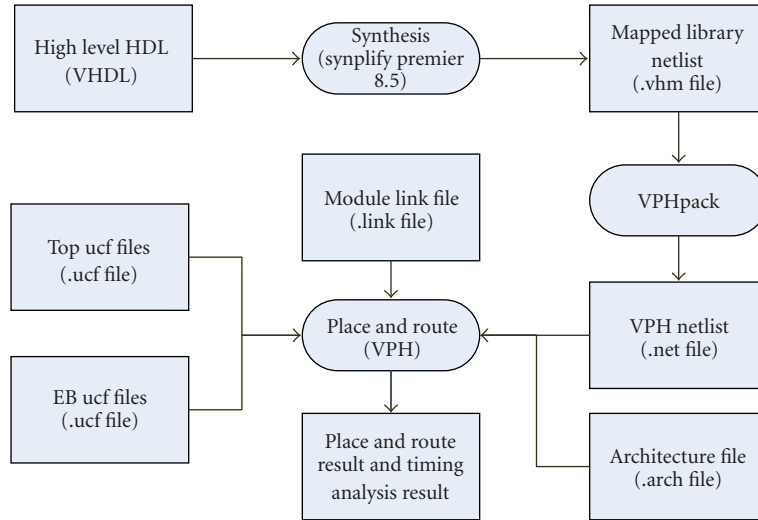 High level HDL
(VHDL)
Synthesis
(synplify premier
8.5)
Mapped library
netlist
(.vhm file)
VPHpack
Module link file
(.link file)
Top ucf files
(.ucf file)
Place and route
(VPH)
VPH netlist
(.net file)
EB ucf files
(.ucf file)
Place and route
result and timing
analysis result
Architecture file
(.arch file)